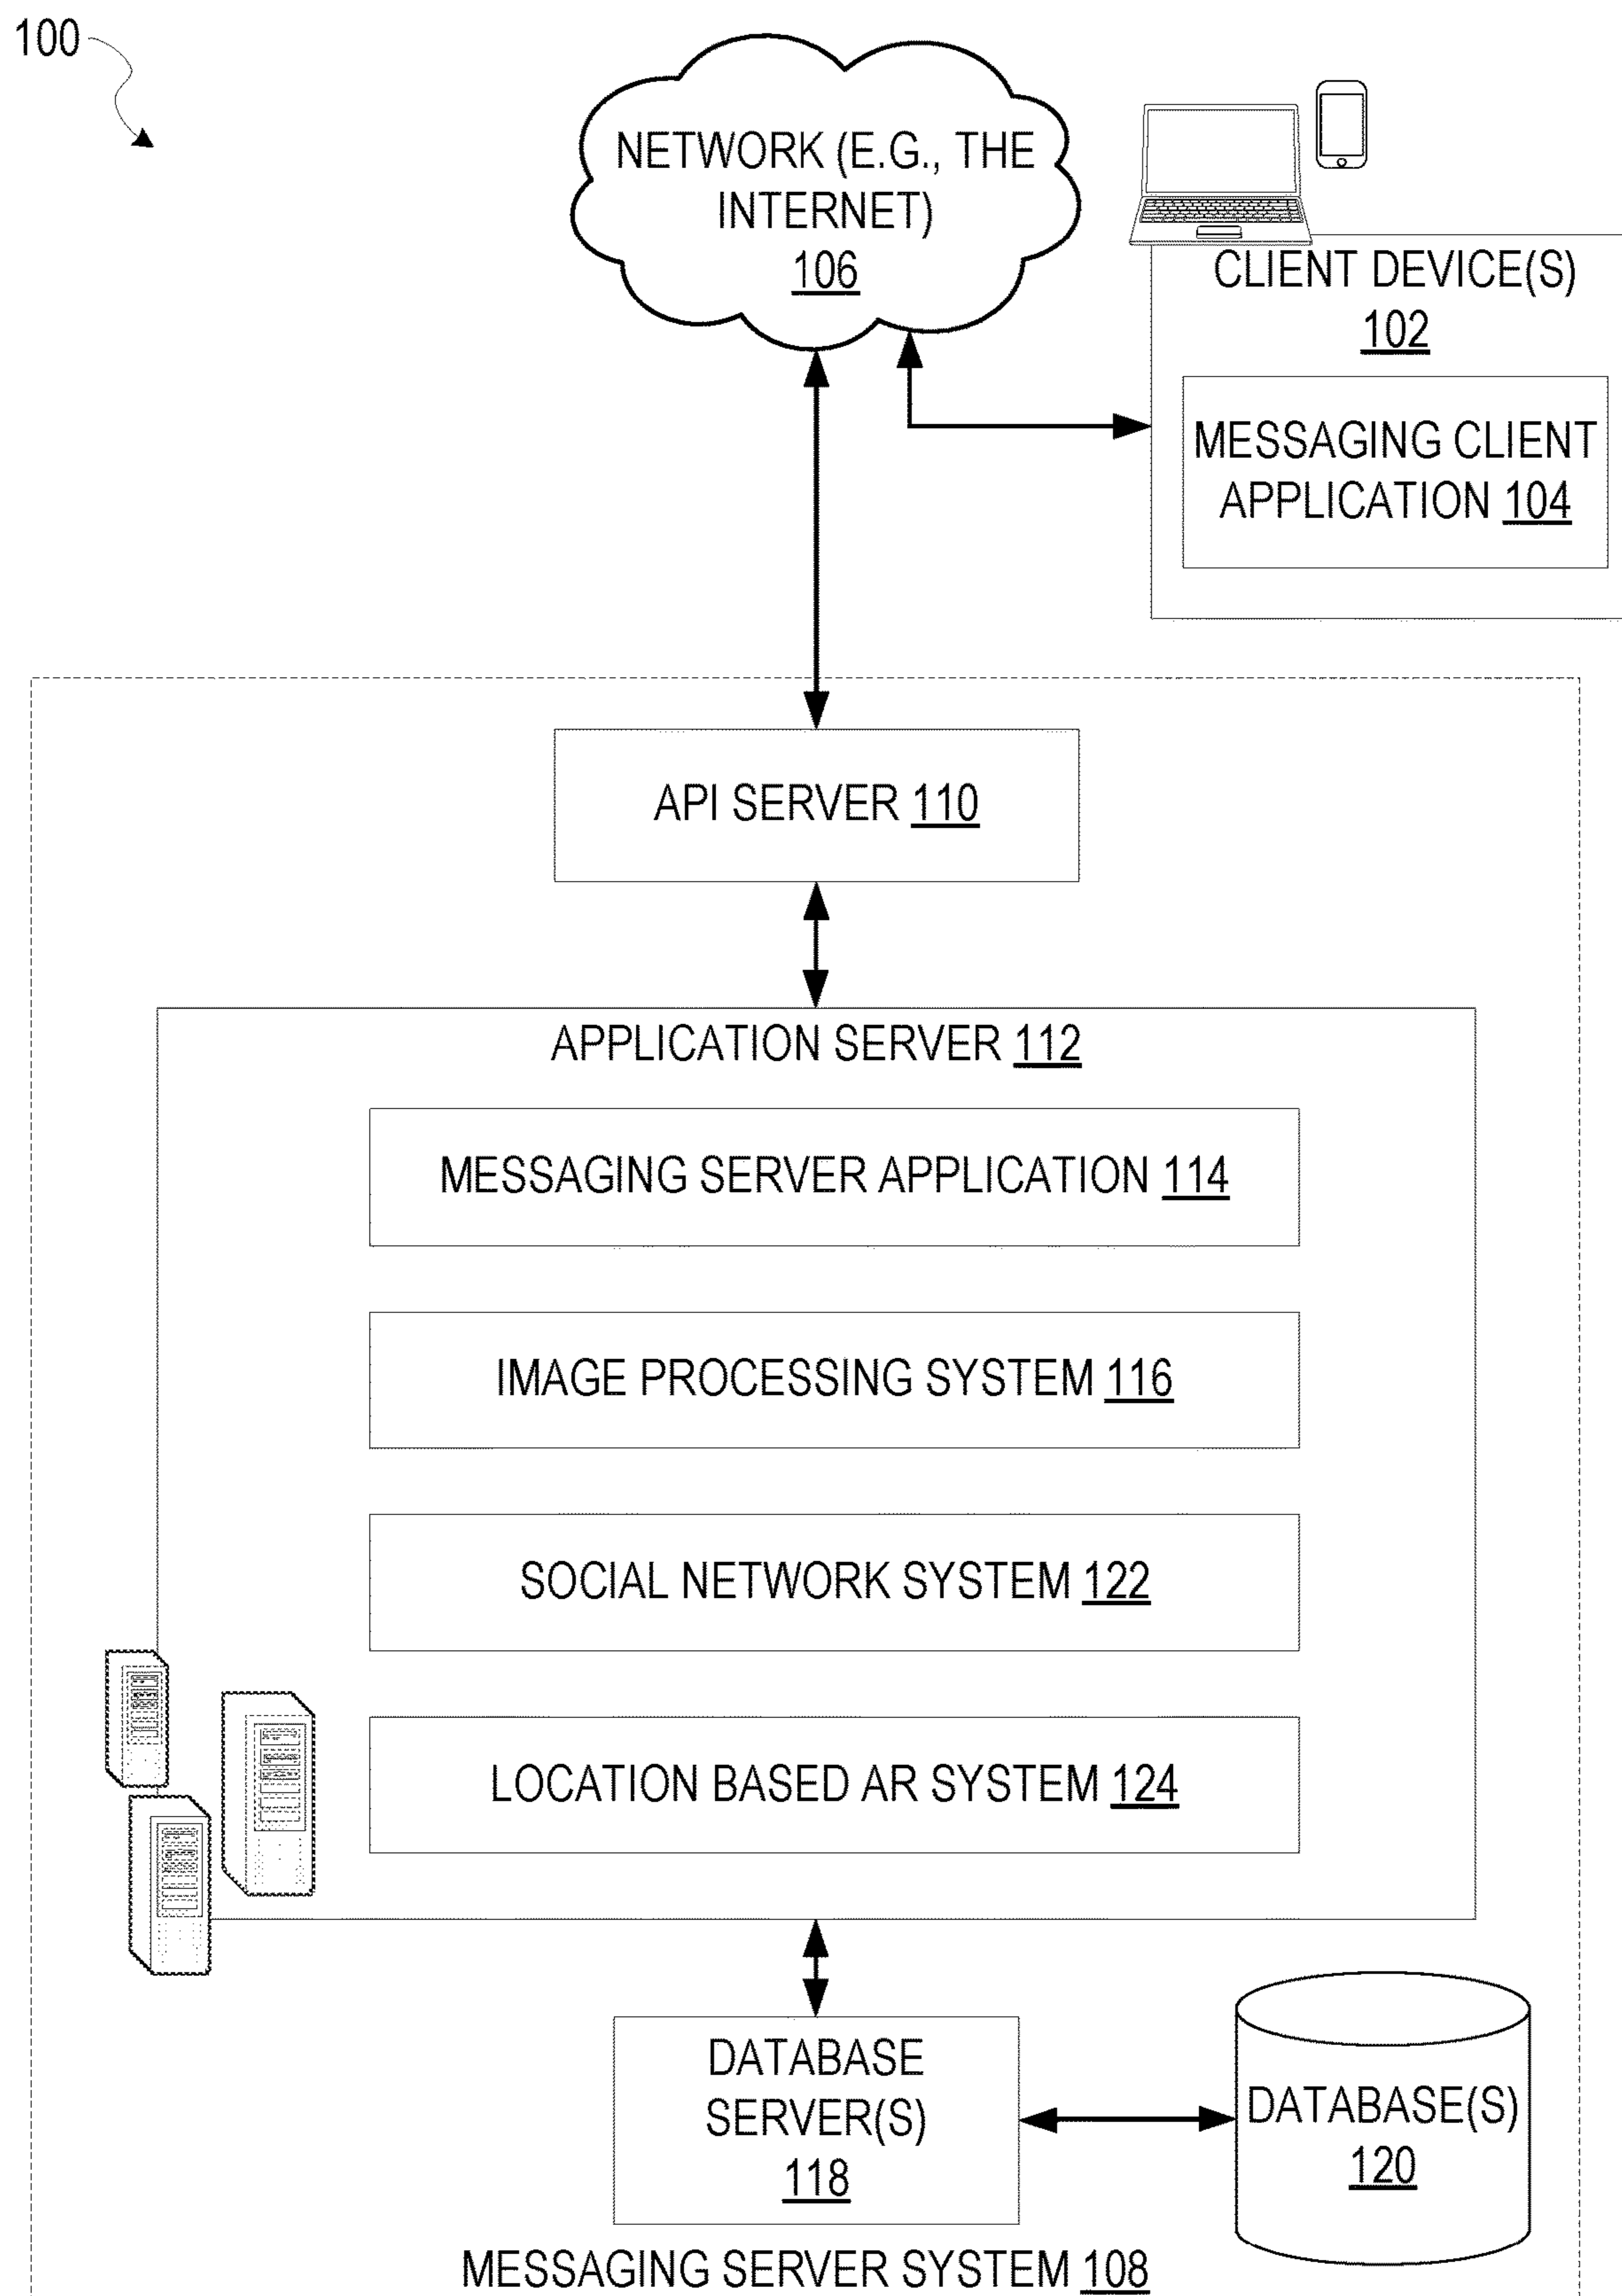 100
NETWORK (E.G., THE
INTERNET)
106
CLIENT DEVICE(S)
102
MESSAGING CLIENT
APPLICATION 104
API SERVER 110
APPLICATION SERVER 112
MESSAGING SERVER APPLICATION 114
IMAGE PROCESSING SYSTEM 116
SOCIAL NETWORK SYSTEM 122
LOCATION BASED AR SYSTEM 124
DATABASE
SERVER(S)
118
DATABASE(S)
120
MESSAGING SERVER SYSTEM 108